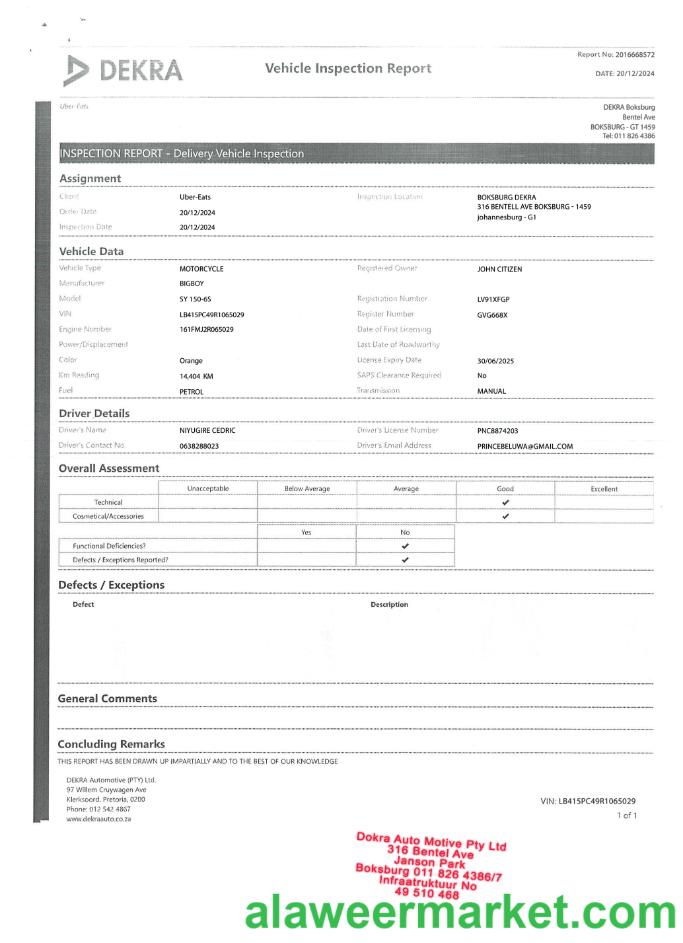 Report No: 2016668572
DEKRA
Vehicle Inspection Report
DATE: 20/12/2024
Uber-Eats
DEKRA Boksburg
Bentel Ave
BOKSBURG - GT 1459
Tel: 011 826 4386
INSPECTION REPORT - Delivery Vehicle Inspection
Assignment
Client Uber-Eats Inspection Location BOKSBURG DEKRA
316 BENTELL AVE BOKSBURG - 1459
Order Date 20/12/2024 johannesburg - G1
Inspection Date 20/12/2024
Vehicle Data
Vehicle Type MOTORCYCLE Registered Owner JOHN CITIZEN
Manufacturer BIGBOY
Model SY 150-6S Registration Number LV91XFGP
VIN LB415PC49R1065029 Register Number GVG668X
Engine Number 161FMJ2R065029 Date of First Licensing
Power/Displacement Last Date of Roadworthy
Color Orange License Expiry Date 30/06/2025
Km Reading 14,404 KM SAPS Clearance Required No
Fuel PETROL Transmission MANUAL
Driver Details
Driver's Name NIYUGIRE CEDRIC Driver's License Number PNC8874203
Driver's Contact No 0638288023 Driver's Email Address PRINCEBELUWA@GMAIL.COM
Overall Assessment
Unacceptable Below Average Average Good Excellent
Technical ✔
Cosmetical/Accessories ✔
Yes No
Functional Deficiencies? ✔
Defects / Exceptions Reported? ✔
Defects / Exceptions
Defect Description
General Comments
Concluding Remarks
THIS REPORT HAS BEEN DRAWN UP IMPARTIALLY AND TO THE BEST OF OUR KNOWLEDGE
DEKRA Automotive (PTY) Ltd.
97 Willem Cruywagen Ave
Klerksoord, Pretoria, 0200
Phone: 012 542 4867
www.dekraauto.co.za
VIN: LB415PC49R1065029
1 of 1
Dokra Auto Motive Pty Ltd
316 Bentel Ave
Janson Park
Boksburg 011 826 4386/7
Infraatruktuur No
49 510 468
alaweermarket.com